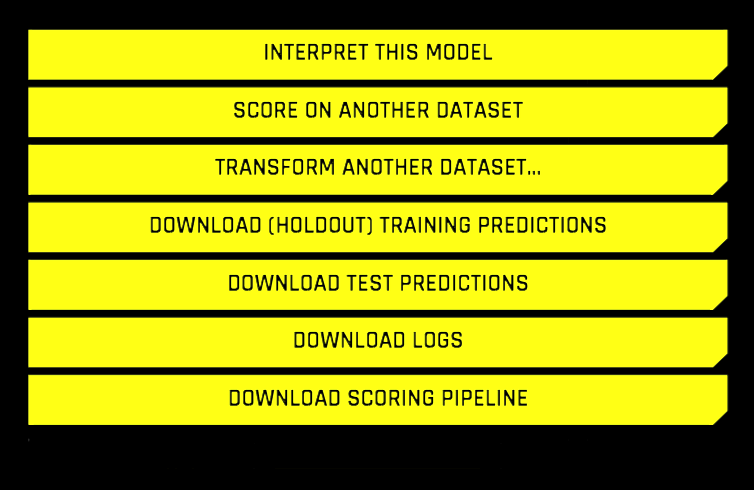 INTERPRET THIS MODEL
SCORE ON ANOTHER DATASET
TRANSFORM ANOTHER DATASET...
DOWNLOAD (HOLDOUT) TRAINING PREDICTIONS
DOWNLOAD TEST PREDICTIONS
DOWNLOAD LOGS
DOWNLOAD SCORING PIPELINE